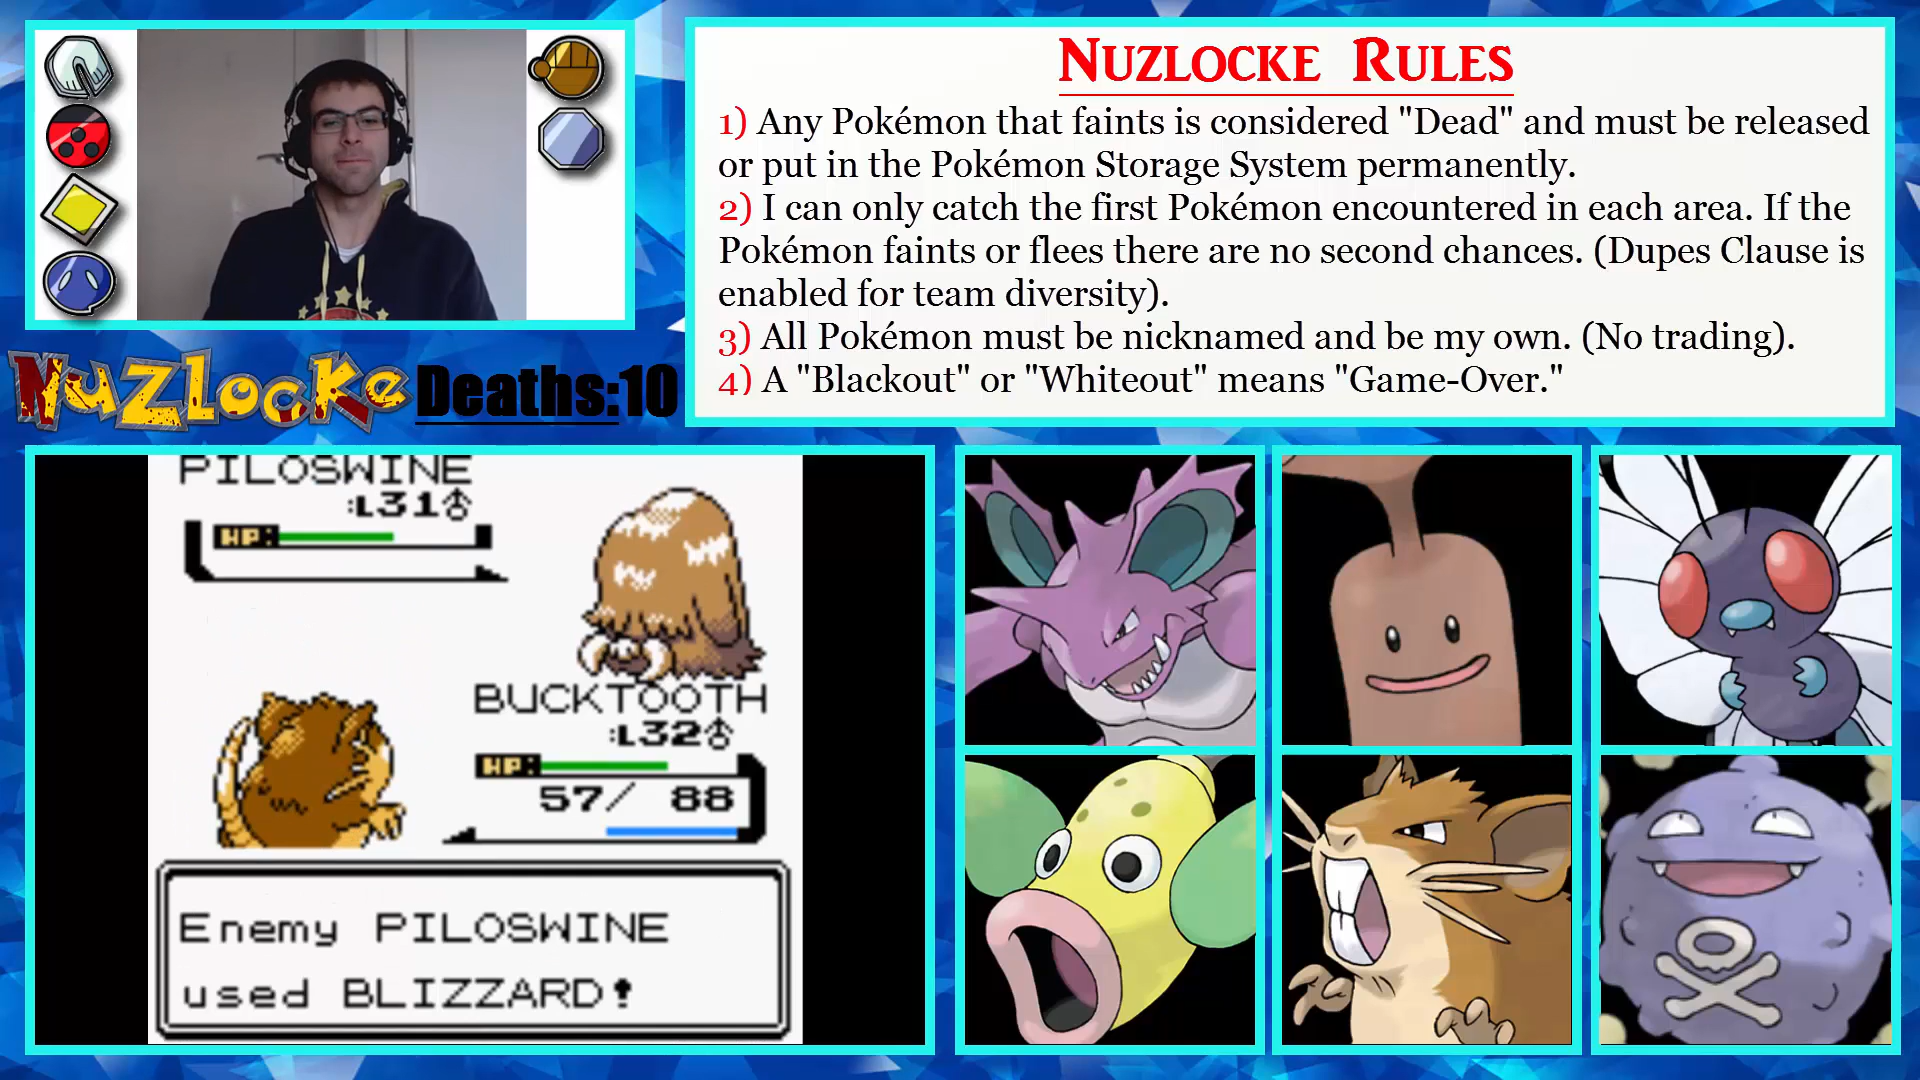 NUZLOCKE RULES
1) Any Pokémon that faints is considered "Dead" and must be released
or put in the Pokémon Storage System permanently.
2) I can only catch the first Pokémon encountered in each area. If the
Pokémon faints or flees there are no second chances. (Dupes Clause is
enabled for team diversity).
3) All Pokémon must be nicknamed and be my own. (No trading).
4) A "Blackout" or "Whiteout" means "Game-Over."
NuZlocke Deaths:10
PILOSWINE
:L31♂
HP:
BUCKTOOTH
:L32♂
HP:
57/ 88
Enemy PILOSWINE
used BLIZZARD!